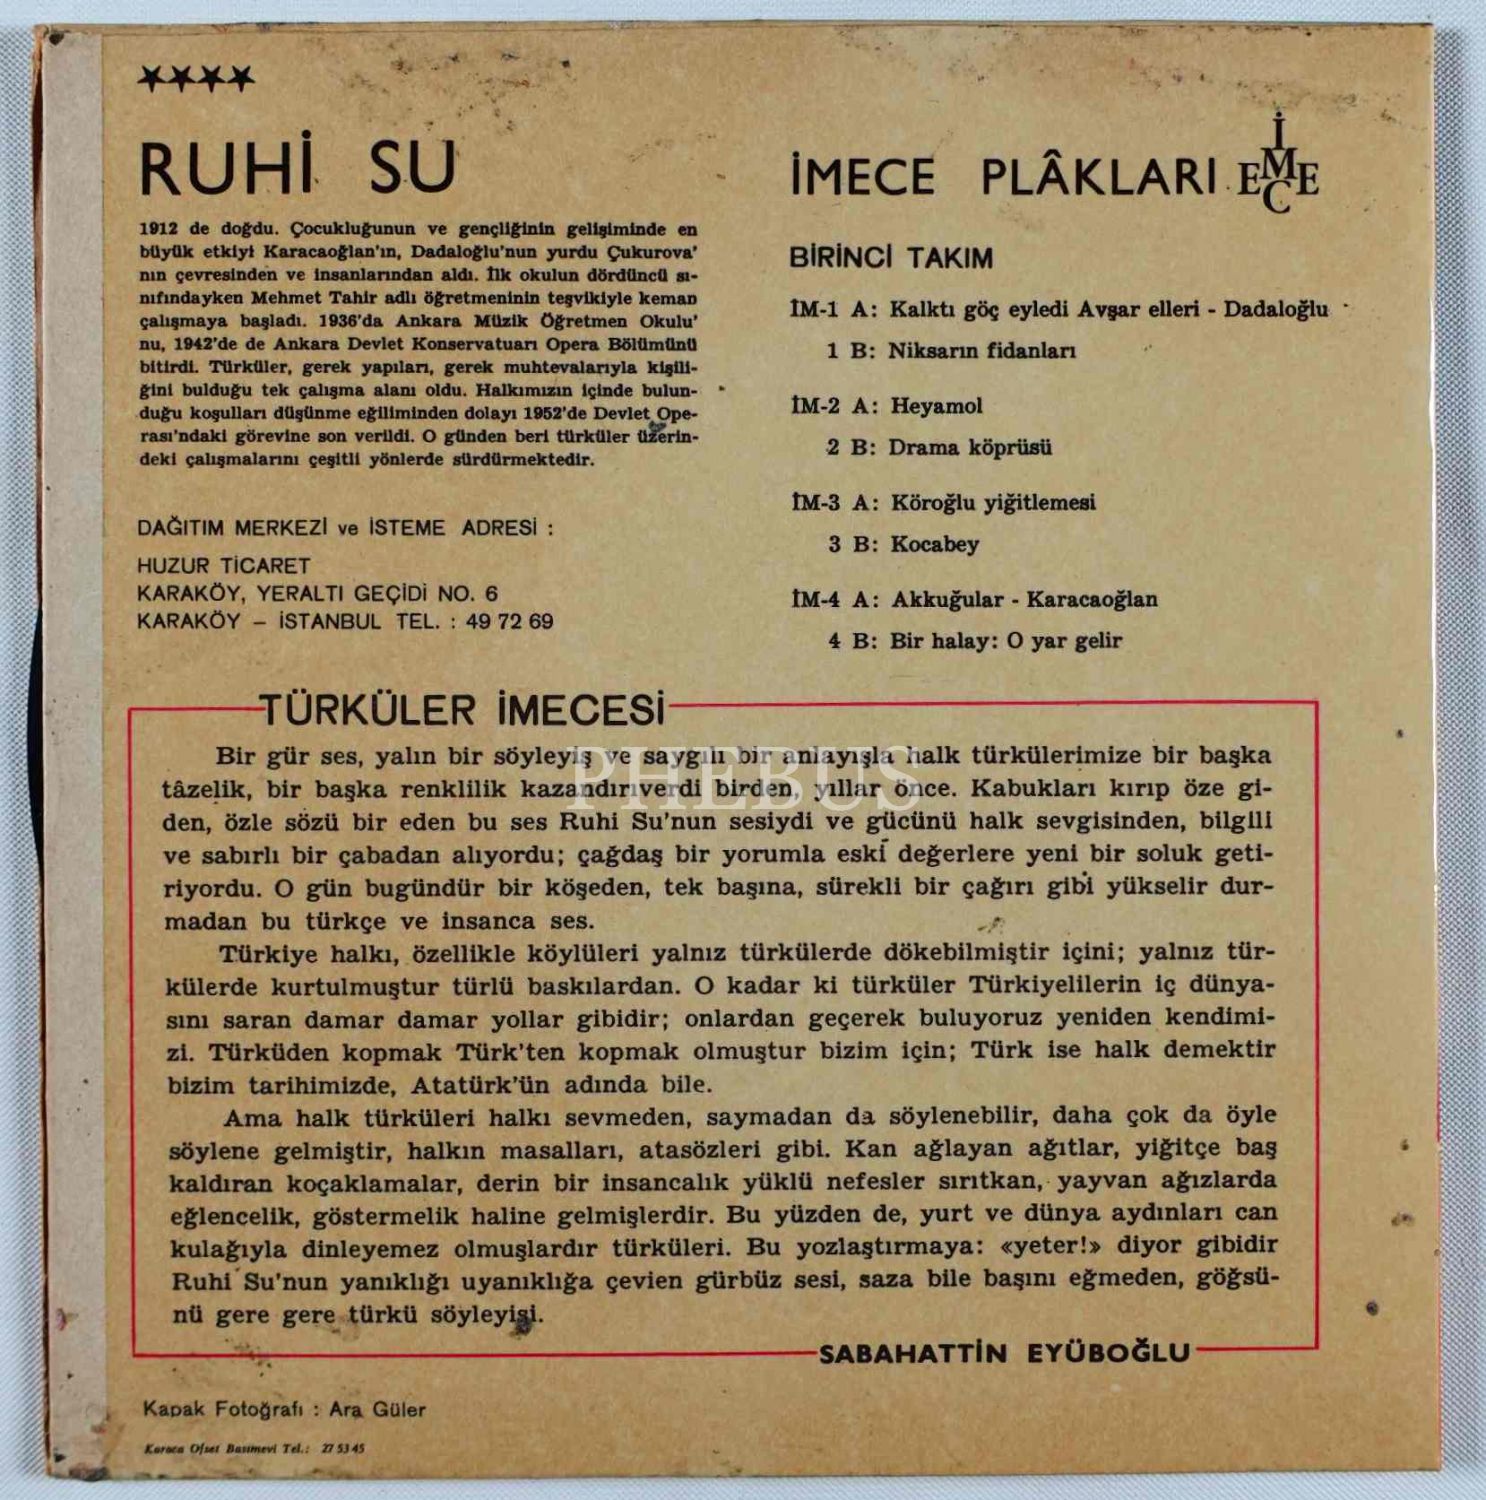 RUHİ SU
1912 de doğdu. Çocukluğunun ve gençliğinin gelişiminde en
büyük etkiyi Karacaoğlan'ın, Dadaloğlu'nun yurdu Çukurova'
nın çevresinden ve insanlarından aldı. İlk okulun dördüncü sı-
nıfındayken Mehmet Tahir adlı öğretmeninin teşvikiyle keman
çalışmaya başladı. 1936'da Ankara Müzik Öğretmen Okulu'
nu, 1942'de de Ankara Devlet Konservatuarı Opera Bölümünü
bitirdi. Türküler, gerek yapıları, gerek muhtevalarıyla kişili-
ğini bulduğu tek çalışma alanı oldu. Halkımızın içinde bulun-
duğu koşulları düşünme eğiliminden dolayı 1952'de Devlet Ope-
rası'ndaki görevine son verildi. O günden beri türküler üzerin-
deki çalışmalarını çeşitli yönlerde sürdürmektedir.
DAĞITIM MERKEZİ ve İSTEME ADRESİ :
HUZUR TİCARET
KARAKÖY, YERALTI GEÇİDİ NO. 6
KARAKÖY – İSTANBUL TEL. : 49 72 69
İMECE PLÂKLARI İMECE
BİRİNCİ TAKIM
İM-1 A: Kalktı göç eyledi Avşar elleri - Dadaloğlu
1 B: Niksarın fidanları
İM-2 A: Heyamol
2 B: Drama köprüsü
İM-3 A: Köroğlu yiğitlemesi
3 B: Kocabey
İM-4 A: Akkuğular - Karacaoğlan
4 B: Bir halay: O yar gelir
TÜRKÜLER İMECESİ
Bir gür ses, yalın bir söyleyiş ve saygılı bir anlayışla halk türkülerimize bir başka
tâzelik, bir başka renklilik kazandırıverdi birden, yıllar önce. Kabukları kırıp öze gi-
den, özle sözü bir eden bu ses Ruhi Su'nun sesiydi ve gücünü halk sevgisinden, bilgili
ve sabırlı bir çabadan alıyordu; çağdaş bir yorumla eski değerlere yeni bir soluk geti-
riyordu. O gün bugündür bir köşeden, tek başına, sürekli bir çağırı gibi yükselir dur-
madan bu türkçe ve insanca ses.
Türkiye halkı, özellikle köylüleri yalnız türkülerde dökebilmiştir içini; yalnız tür-
külerde kurtulmuştur türlü baskılardan. O kadar ki türküler Türkiyelilerin iç dünya-
sını saran damar damar yollar gibidir; onlardan geçerek buluyoruz yeniden kendimi-
zi. Türküden kopmak Türk'ten kopmak olmuştur bizim için; Türk ise halk demektir
bizim tarihimizde, Atatürk'ün adında bile.
Ama halk türküleri halkı sevmeden, saymadan da söylenebilir, daha çok da öyle
söylene gelmiştir, halkın masalları, atasözleri gibi. Kan ağlayan ağıtlar, yiğitçe baş
kaldıran koçaklamalar, derin bir insancalık yüklü nefesler sırıtkan, yayvan ağızlarda
eğlencelik, göstermelik haline gelmişlerdir. Bu yüzden de, yurt ve dünya aydınları can
kulağıyla dinleyemez olmuşlardır türküleri. Bu yozlaştırmaya: «yeter!» diyor gibidir
Ruhi Su'nun yanıklığı uyanıklığa çevien gürbüz sesi, saza bile başını eğmeden, göğsü-
nü gere gere türkü söyleyişi.
SABAHATTİN EYÜBOĞLU
PHEBUS
Kapak Fotoğrafı : Ara Güler
Karaca Ofset Basımevi Tel.: 27 53 45